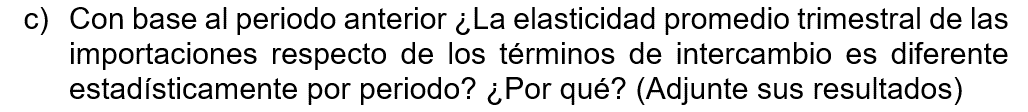 c) Con base al periodo anterior ¿La elasticidad promedio trimestral de las
importaciones respecto de los términos de intercambio es diferente
estadísticamente por periodo? ¿Por qué? (Adjunte sus resultados)